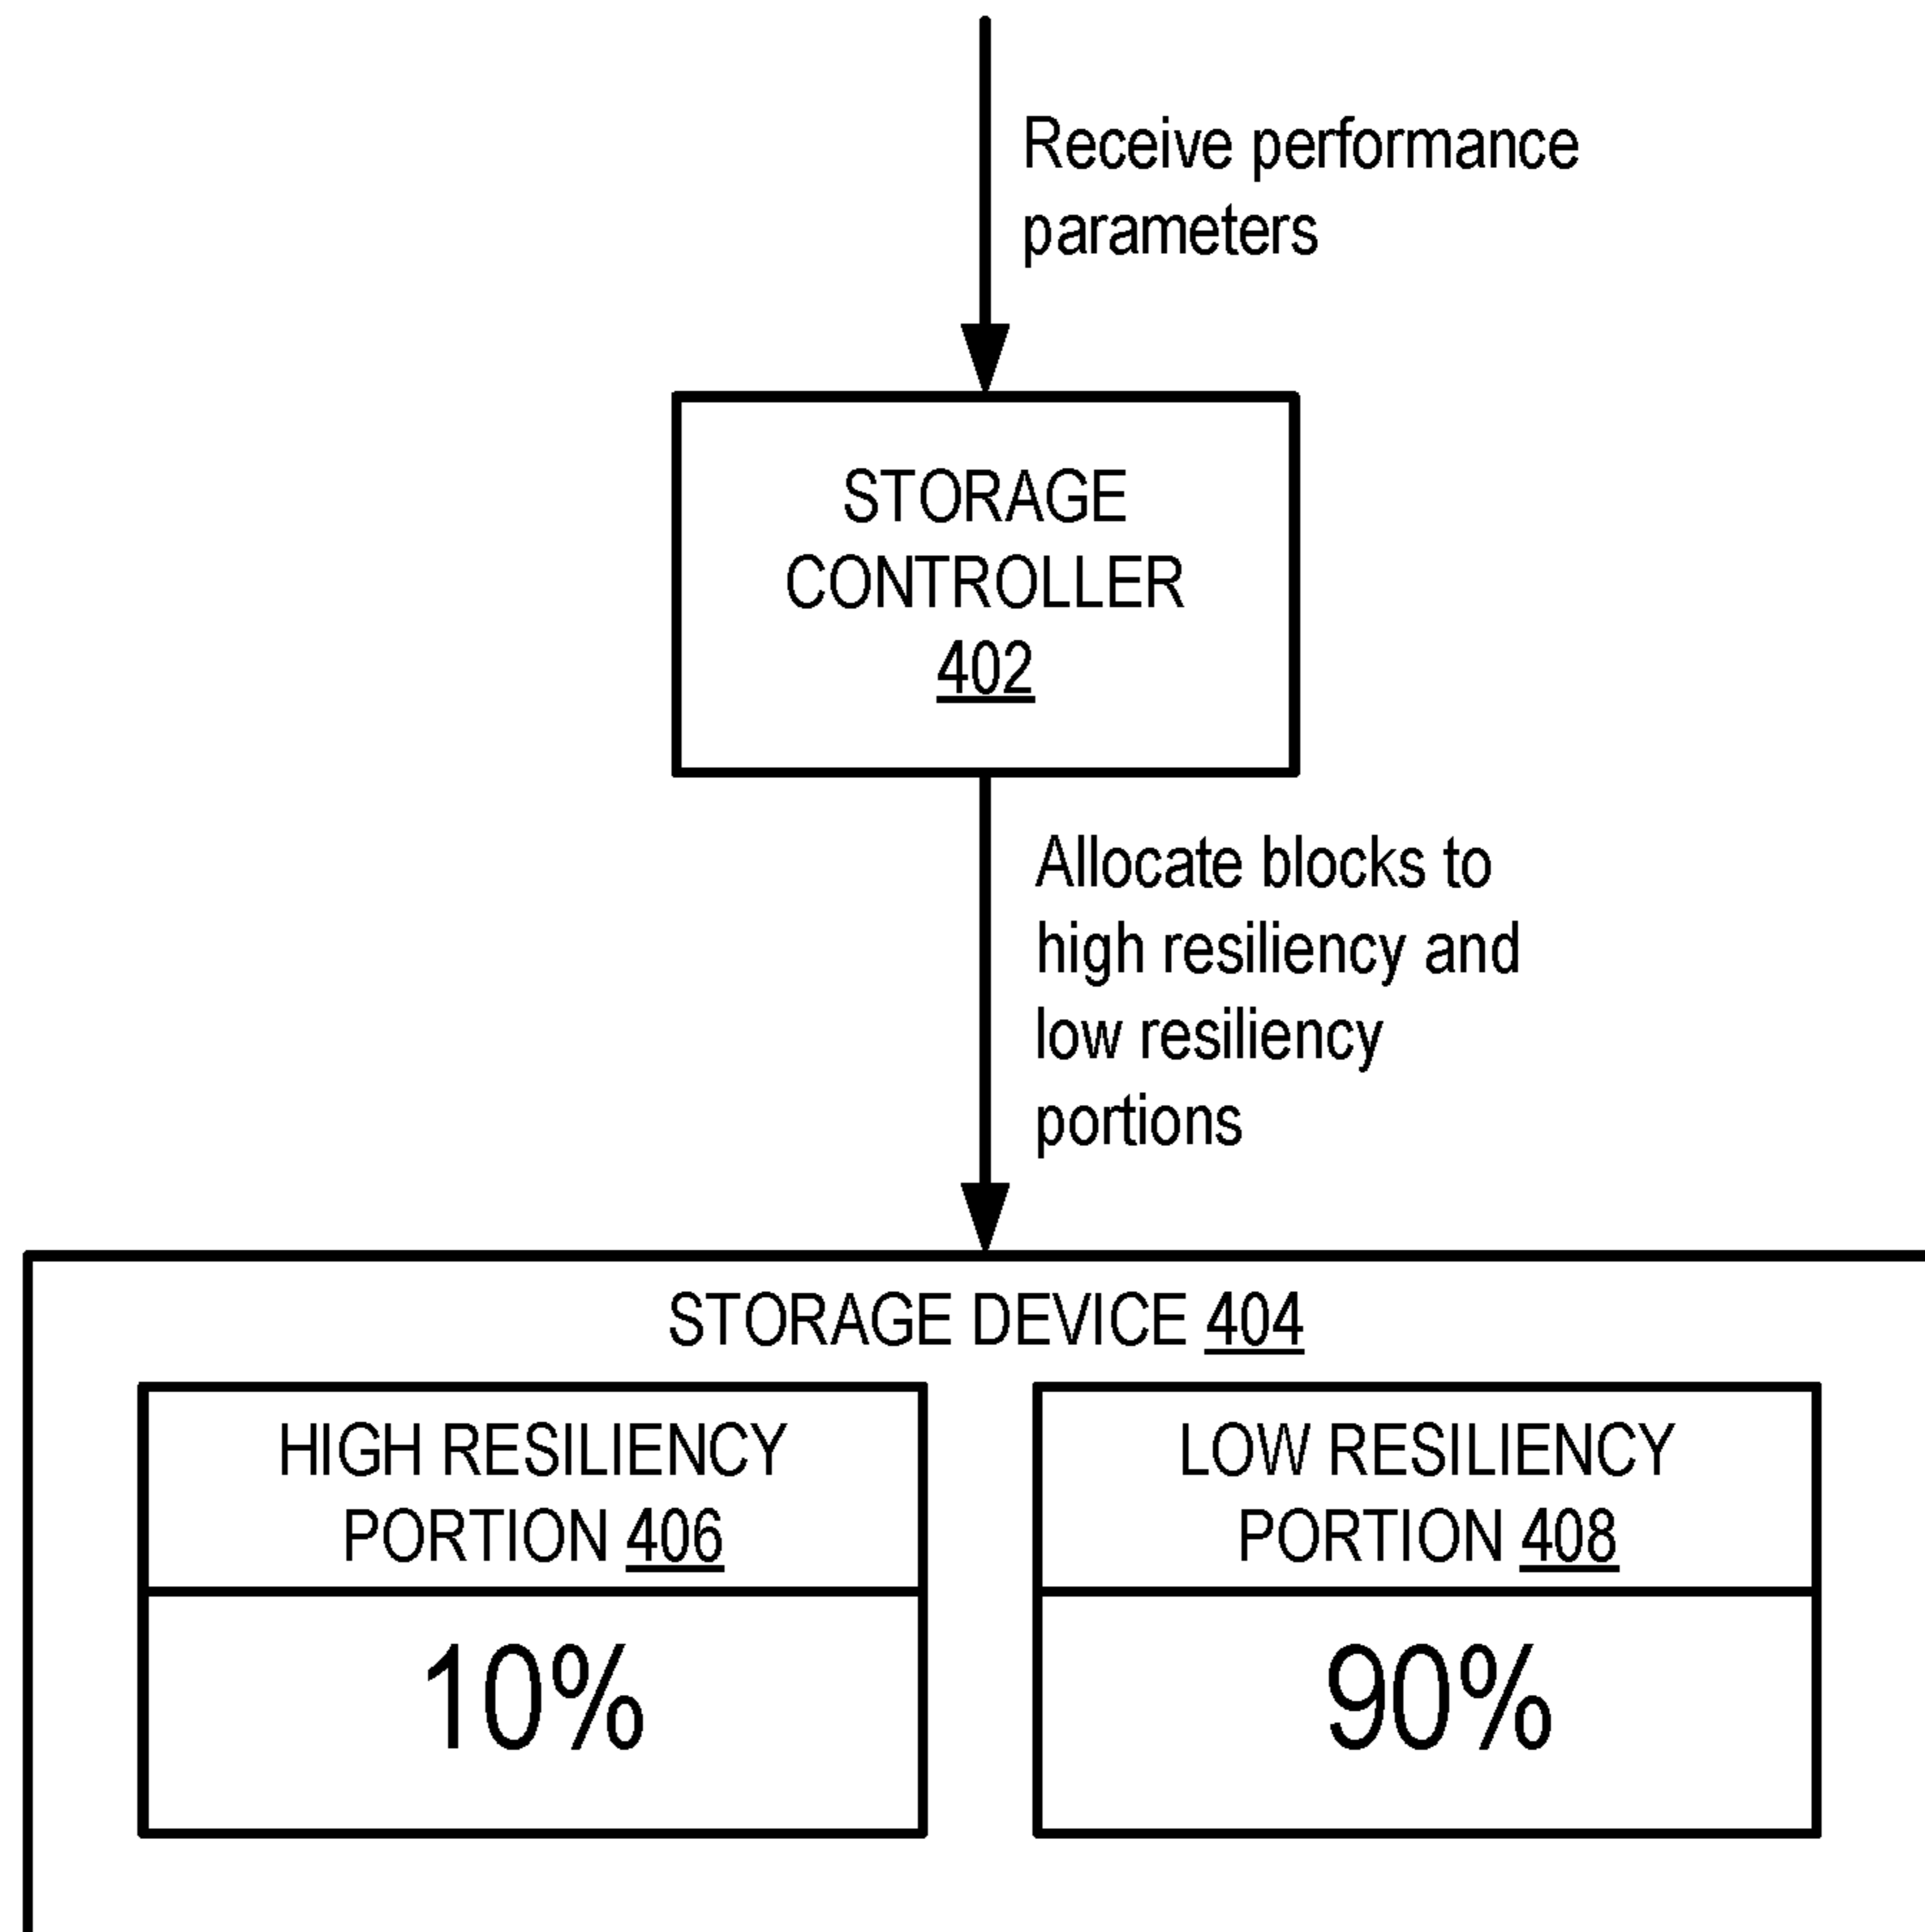 Receive performance
parameters
STORAGE
CONTROLLER
402
Allocate blocks to
high resiliency and
low resiliency
portions
STORAGE DEVICE 404
HIGH RESILIENCY
PORTION 406
10%
LOW RESILIENCY
PORTION 408
90%